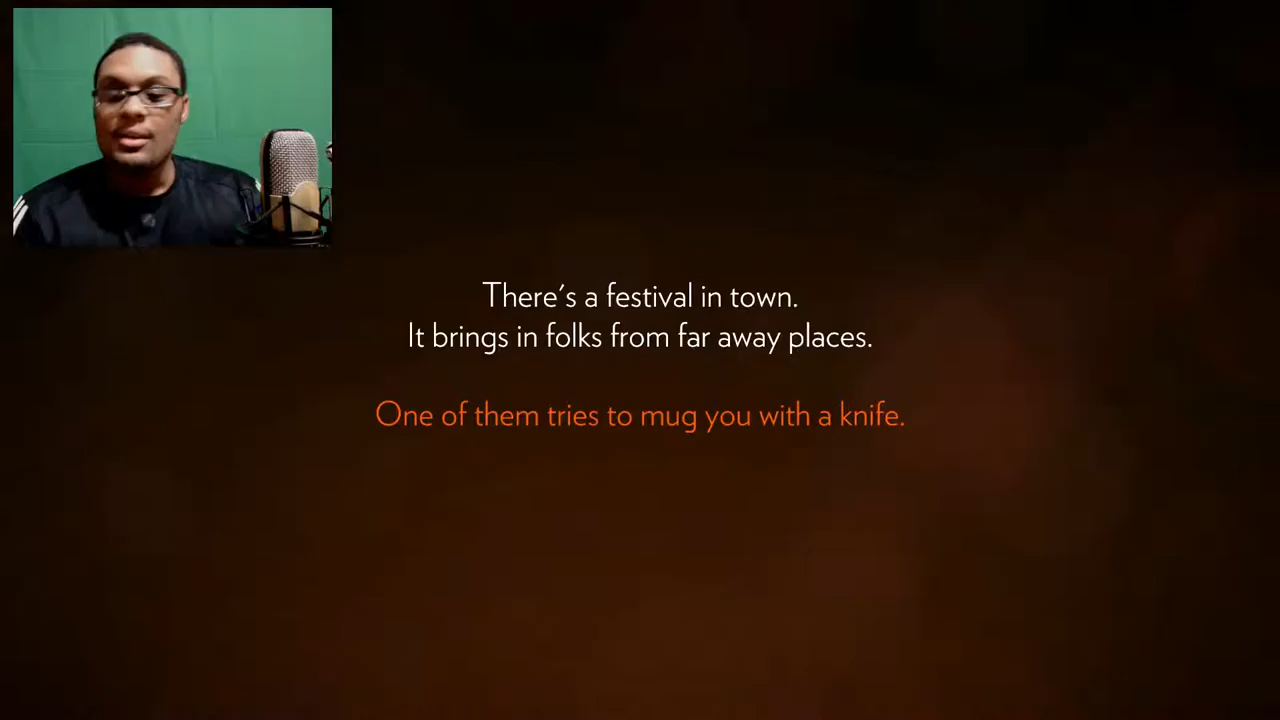 There's a festival in town.
It brings in folks from far away places.
One of them tries to mug you with a knife.